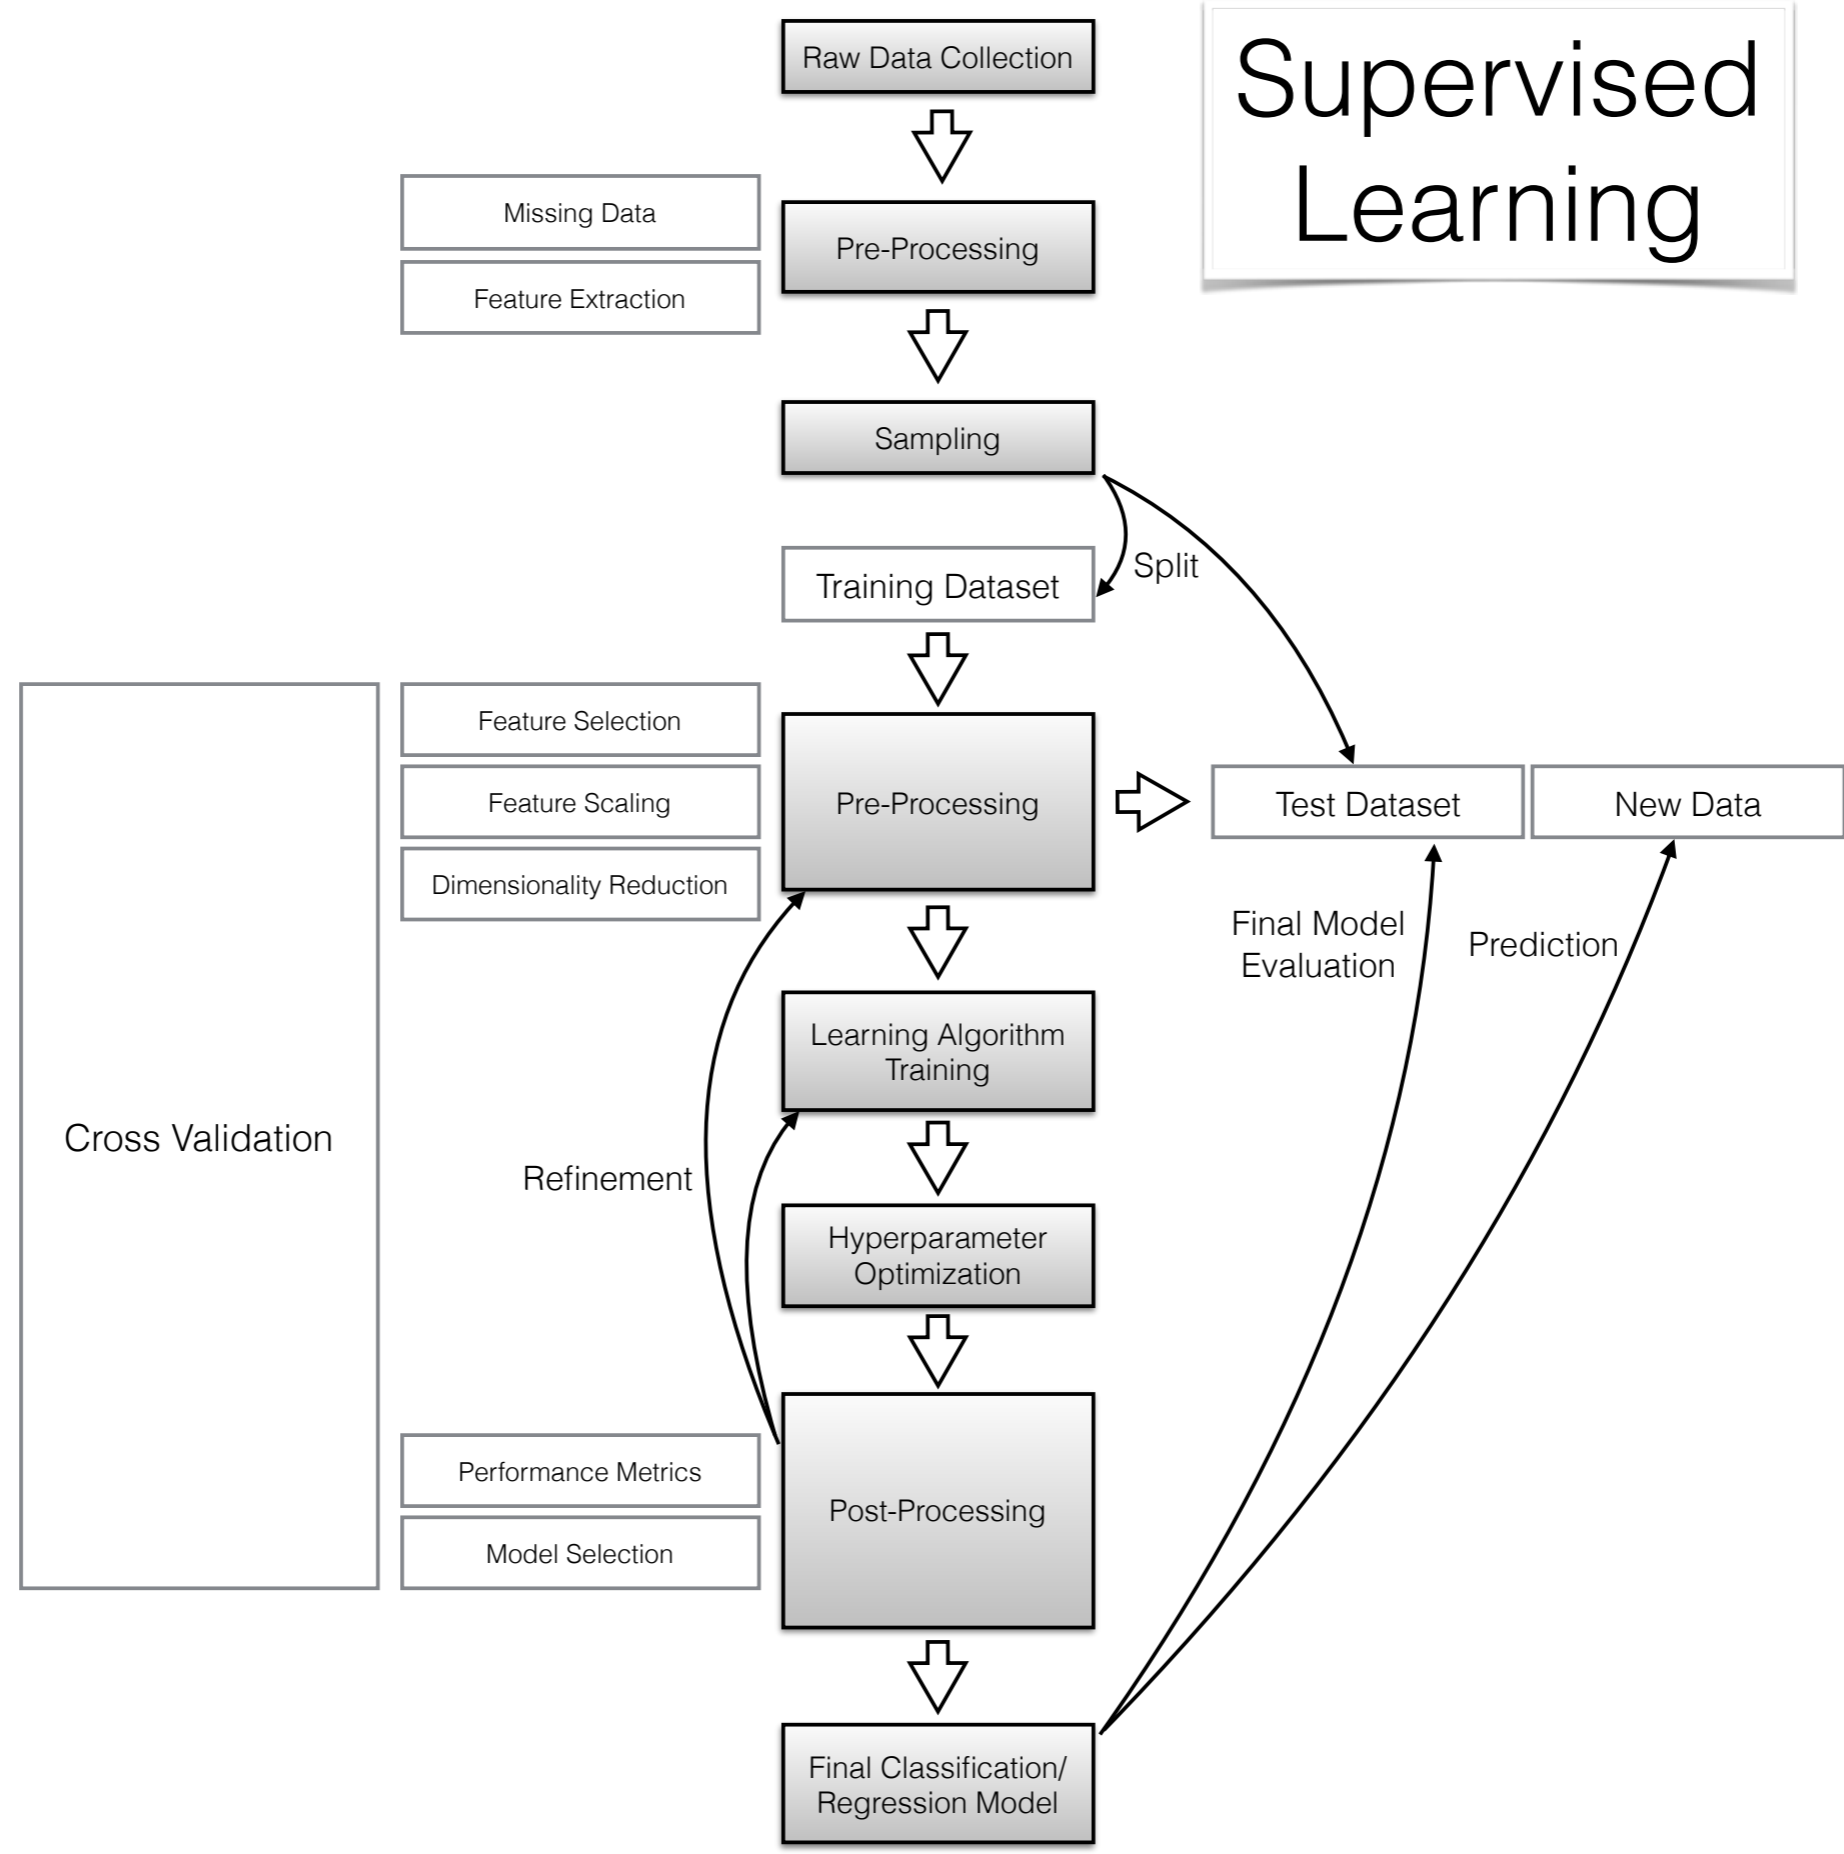 Supervised
Learning
Raw Data Collection
Missing Data
Pre-Processing
Feature Extraction
Sampling
Split
Training Dataset
Feature Selection
Feature Scaling
Pre-Processing
Test Dataset
New Data
Dimensionality Reduction
Final Model
Evaluation
Prediction
Learning Algorithm
Training
Cross Validation
Refinement
Hyperparameter
Optimization
Performance Metrics
Post-Processing
Model Selection
Final Classification/
Regression Model